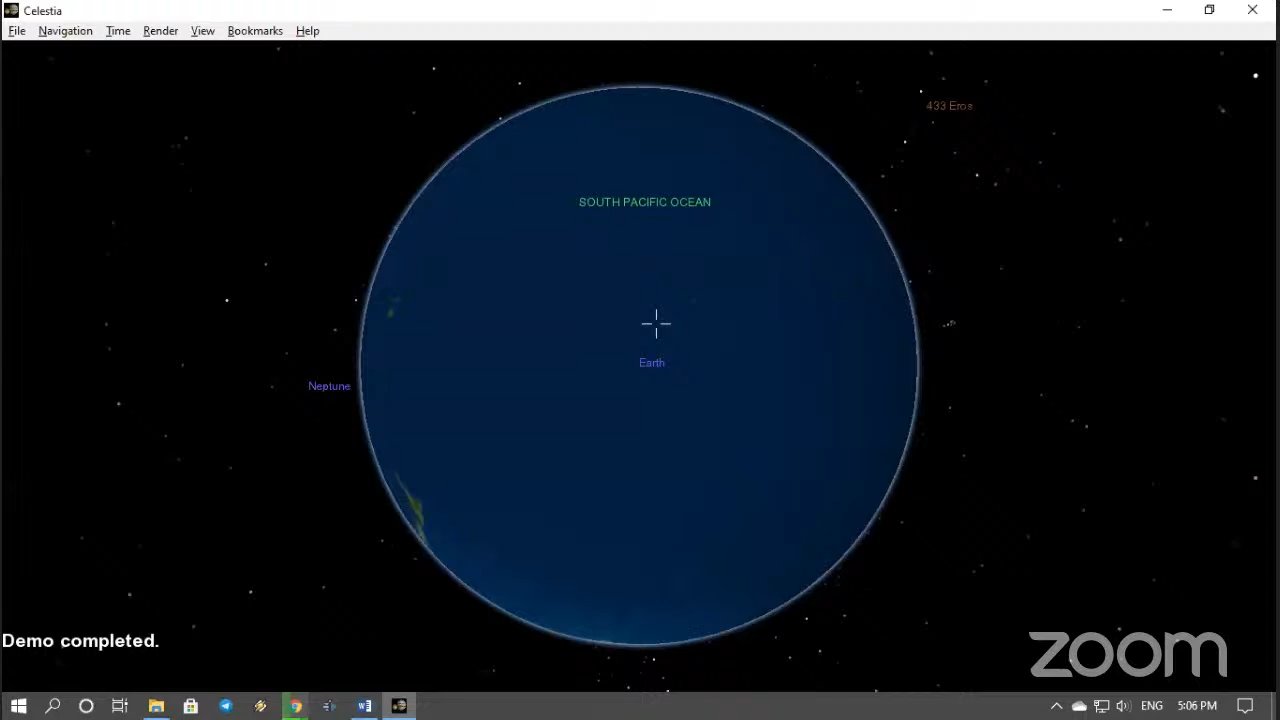 Celestia
File Navigation Time Render View Bookmarks Help
433 Eros
SOUTH PACIFIC OCEAN
Earth
Neptune
Demo completed.
zoom
ENG 5:06 PM